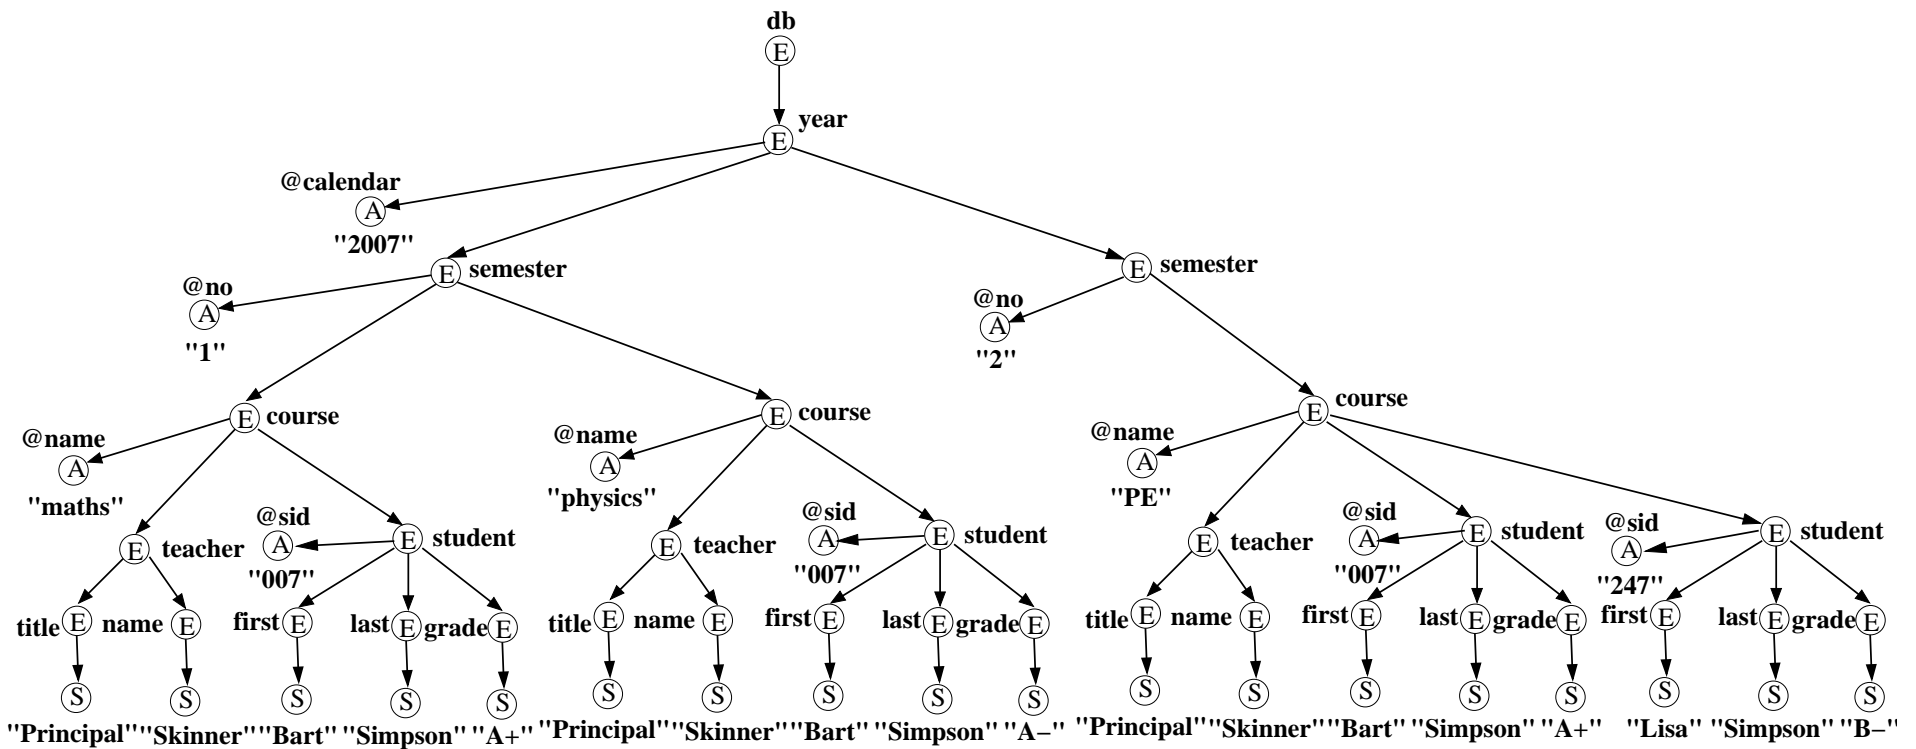 db
E
year
E
@calendar
A
"2007"
E semester
E semester
@no
A
"1"
@no
A
"2"
E course
E course
E course
@name
A
"maths"
@name
A
"physics"
@name
A
"PE"
E teacher
@sid
A
"007"
E student
E teacher
@sid
A
"007"
E student
E teacher
@sid
A
"007"
E student
@sid
A
"247"
E student
title E name E first E last E grade E title E name E first E last E grade E title E name E first E last E grade E first E last E grade E
S S S S S S S S S S S S S S S S S S
"Principal" "Skinner" "Bart" "Simpson" "A+" "Principal" "Skinner" "Bart" "Simpson" "A−" "Principal" "Skinner" "Bart" "Simpson" "A+" "Lisa" "Simpson" "B−"